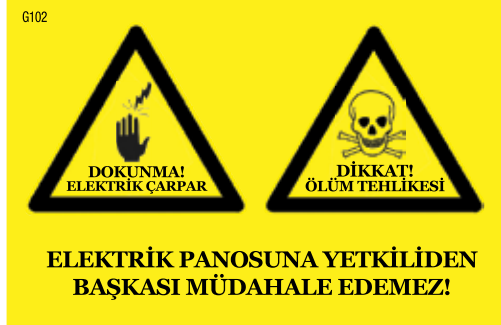 G102
DOKUNMA!
ELEKTRİK ÇARPAR
DİKKAT!
ÖLÜM TEHLİKESİ
ELEKTRİK PANOSUNA YETKİLİDEN
BAŞKASI MÜDAHALE EDEMEZ!